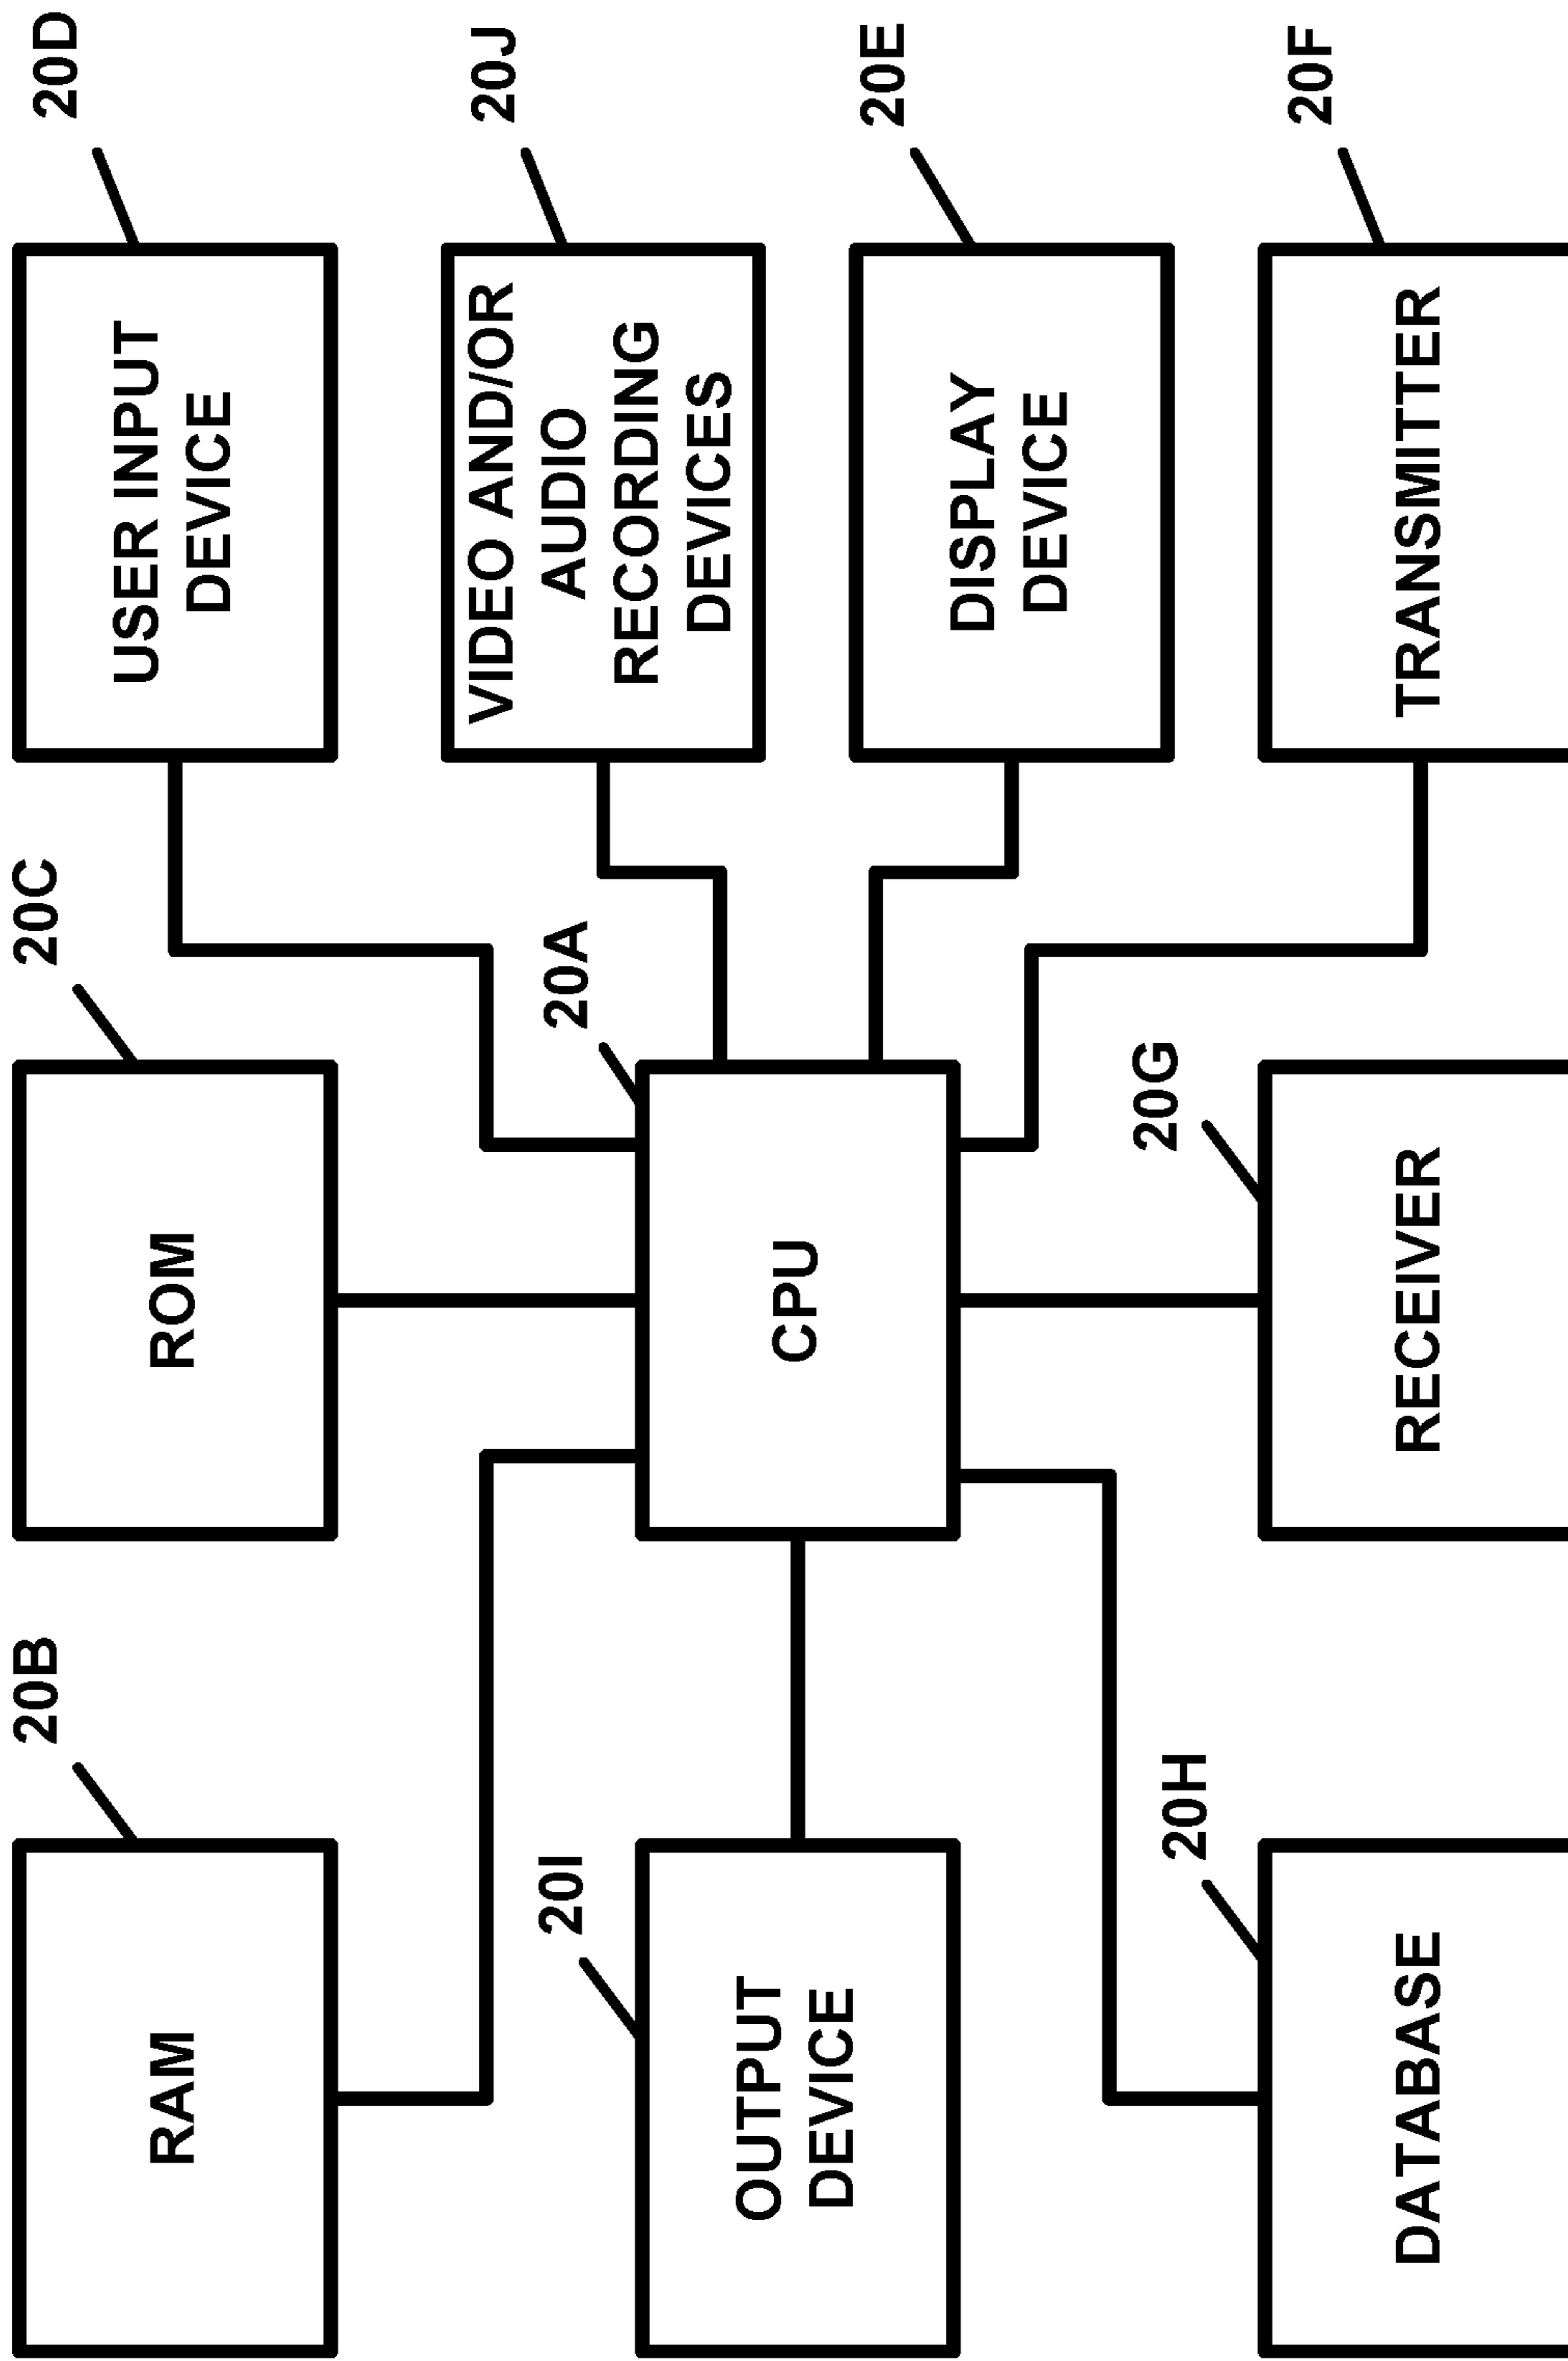 20B
20C
20D
RAM
ROM
USER INPUT
DEVICE
20J
20I
20A
VIDEO AND/OR
AUDIO
RECORDING
DEVICES
OUTPUT
DEVICE
CPU
20E
DISPLAY
DEVICE
20H
20G
20F
DATABASE
RECEIVER
TRANSMITTER